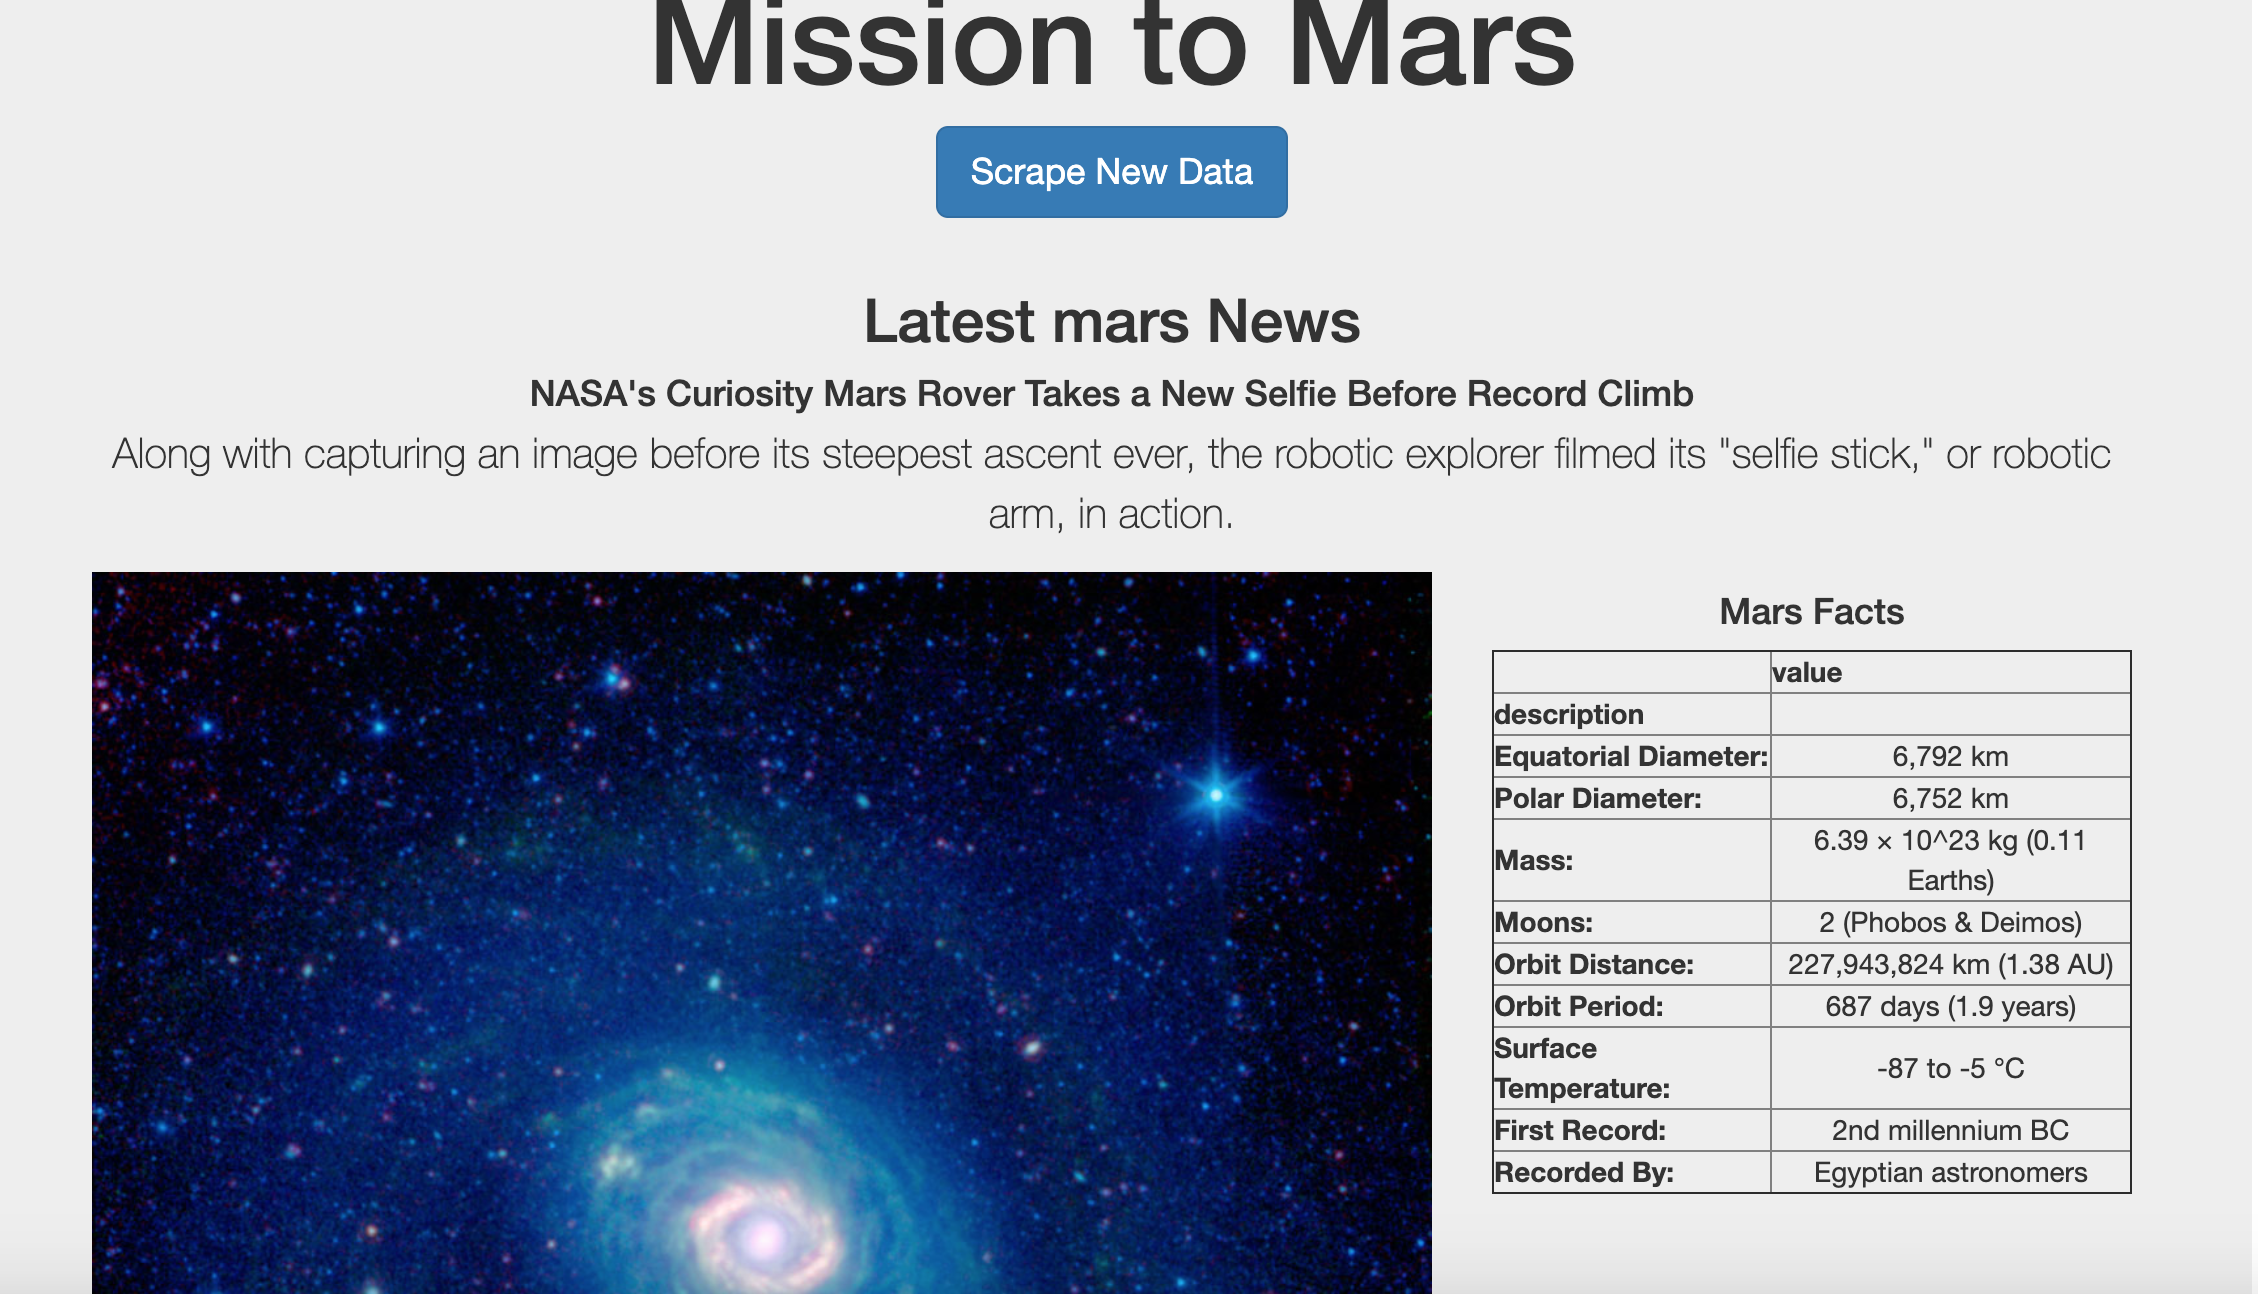 Mission to Mars
Scrape New Data
Latest mars News
NASA's Curiosity Mars Rover Takes a New Selfie Before Record Climb
Along with capturing an image before its steepest ascent ever, the robotic explorer filmed its "selfie stick," or robotic
arm, in action.
Mars Facts
value
description
Equatorial Diameter: 6,792 km
Polar Diameter: 6,752 km
Mass: 6.39 × 10^23 kg (0.11
Earths)
Moons: 2 (Phobos & Deimos)
Orbit Distance: 227,943,824 km (1.38 AU)
Orbit Period: 687 days (1.9 years)
Surface
Temperature: -87 to -5 °C
First Record: 2nd millennium BC
Recorded By: Egyptian astronomers